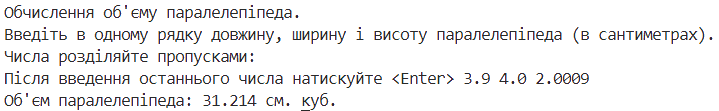 Обчислення об'єму паралелепіпеда.
Введіть в одному рядку довжину, ширину і висоту паралелепіпеда (в сантиметрах).
Числа розділяйте пропусками:
Після введення останнього числа натискуйте <Enter> 3.9 4.0 2.0009
Об'єм паралелепіпеда: 31.214 см. куб.